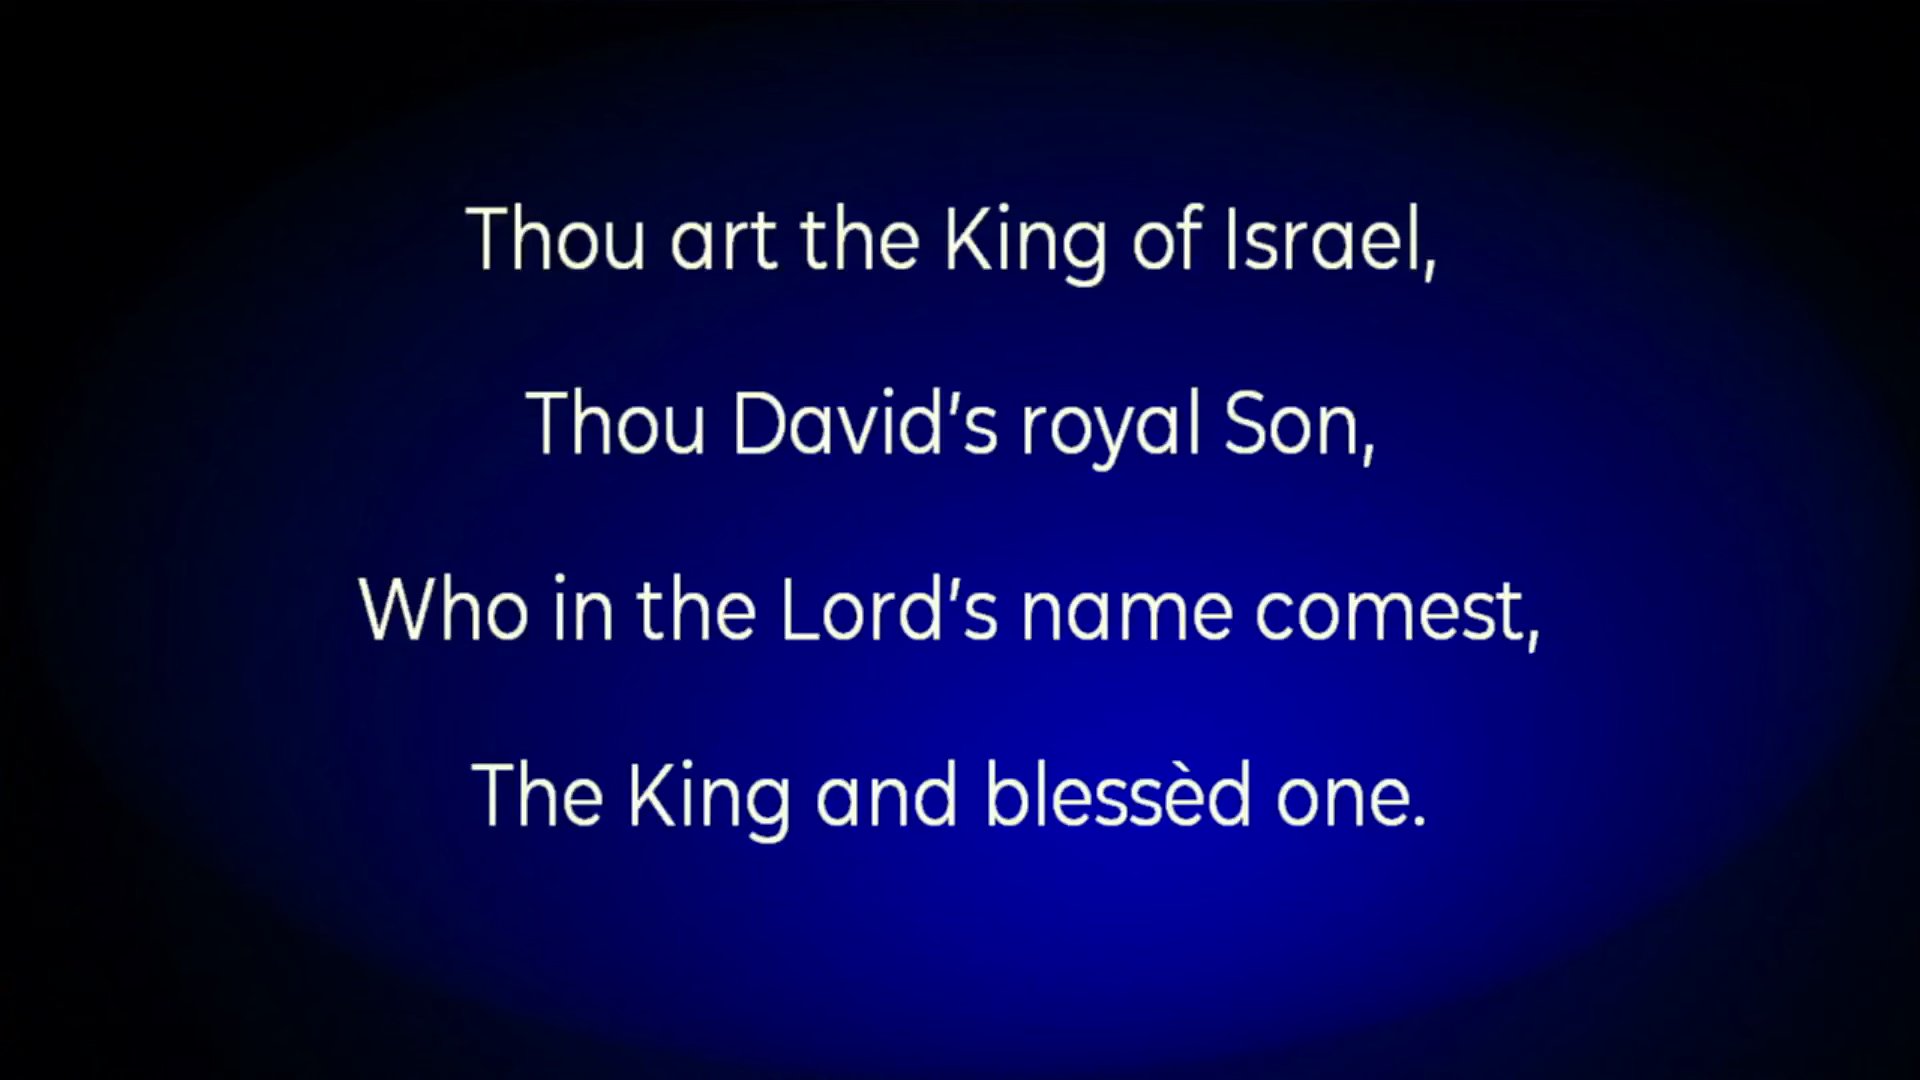 Thou art the King of Israel,
Thou David's royal Son,
Who in the Lord's name comest,
The King and blessèd one.